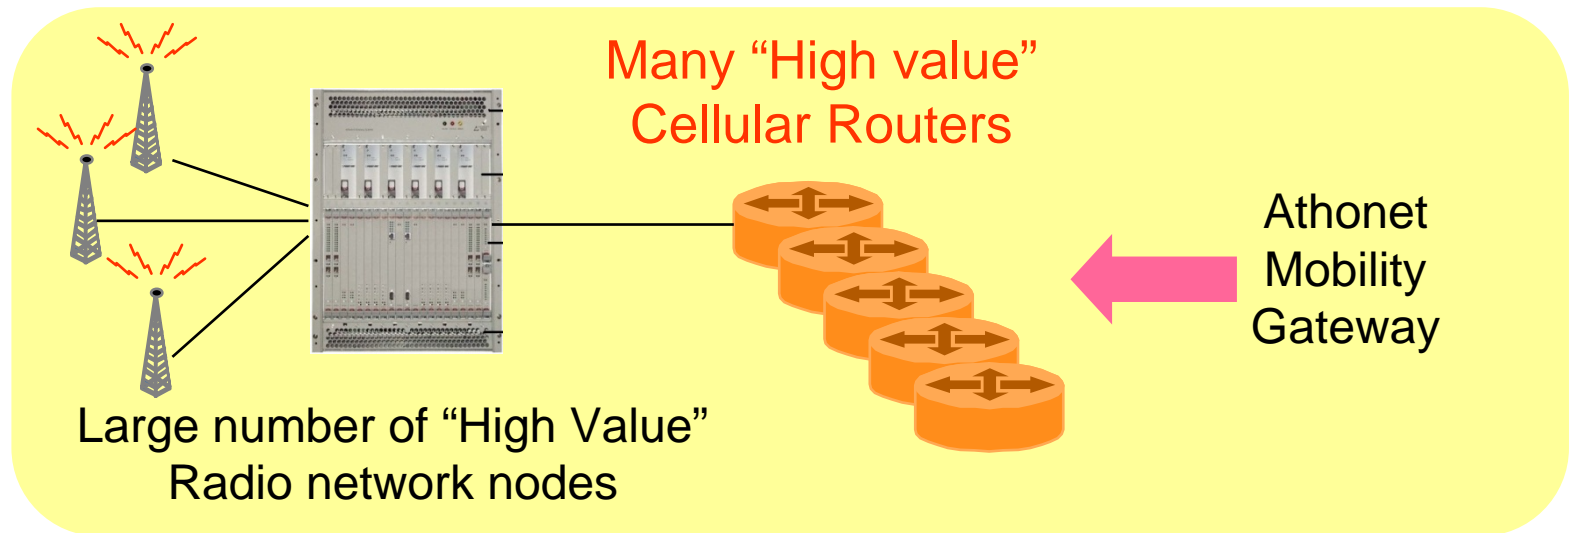 Many “High value”
Cellular Routers
Athonet
Mobility
Gateway
Large number of “High Value”
Radio network nodes